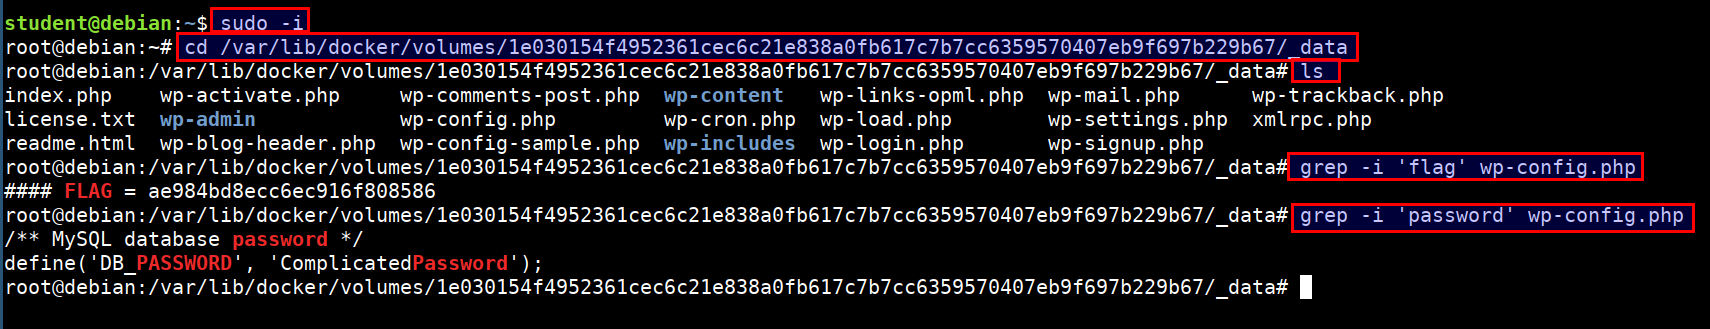 student@debian:~$ sudo -i
root@debian:~# cd /var/lib/docker/volumes/1e030154f4952361cec6c21e838a0fb617c7b7cc6359570407eb9f697b229b67/_data
root@debian:/var/lib/docker/volumes/1e030154f4952361cec6c21e838a0fb617c7b7cc6359570407eb9f697b229b67/_data# ls
index.php    wp-activate.php     wp-comments-post.php  wp-content   wp-links-opml.php  wp-mail.php      wp-trackback.php
license.txt  wp-admin            wp-config.php         wp-cron.php  wp-load.php        wp-settings.php  xmlrpc.php
readme.html  wp-blog-header.php  wp-config-sample.php  wp-includes  wp-login.php       wp-signup.php
root@debian:/var/lib/docker/volumes/1e030154f4952361cec6c21e838a0fb617c7b7cc6359570407eb9f697b229b67/_data# grep -i 'flag' wp-config.php
#### FLAG = ae984bd8ecc6ec916f808586
root@debian:/var/lib/docker/volumes/1e030154f4952361cec6c21e838a0fb617c7b7cc6359570407eb9f697b229b67/_data# grep -i 'password' wp-config.php
/** MySQL database password */
define('DB_PASSWORD', 'ComplicatedPassword');
root@debian:/var/lib/docker/volumes/1e030154f4952361cec6c21e838a0fb617c7b7cc6359570407eb9f697b229b67/_data#